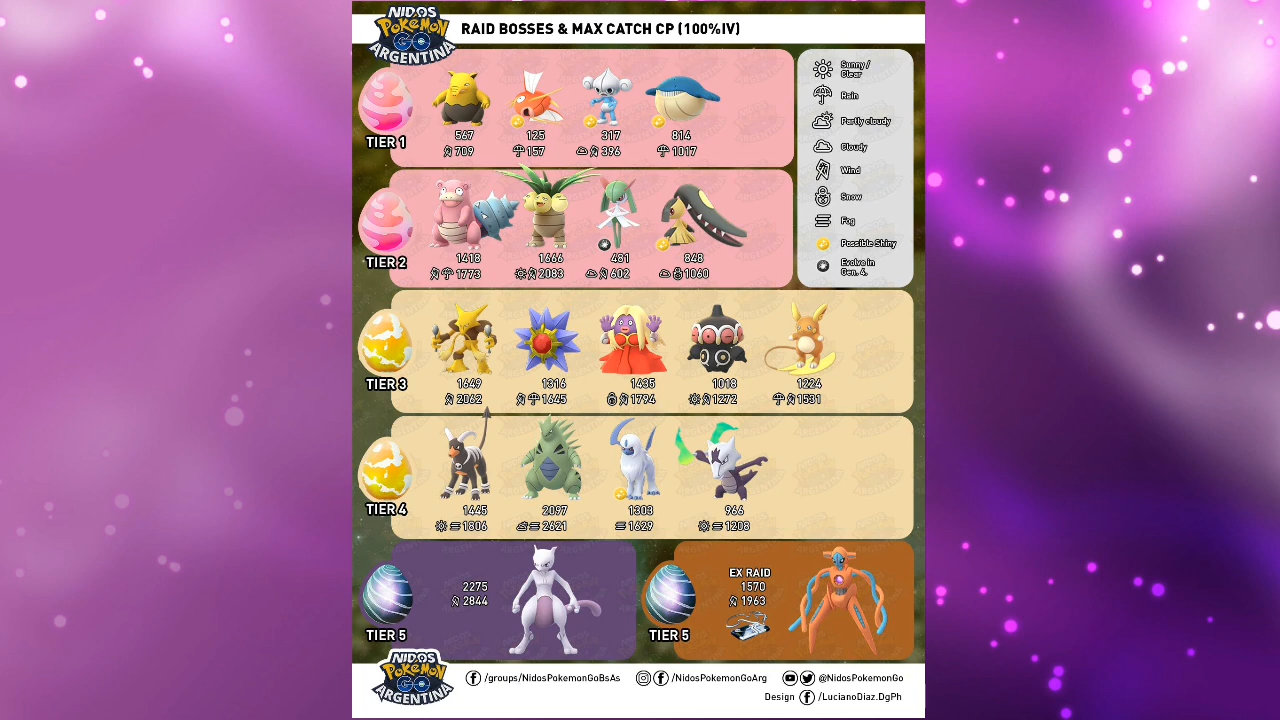 NIDOS
Pokémon
GO
ARGENTINA
RAID BOSSES & MAX CATCH CP (100%IV)
TIER 1
567
709
125
157
317
396
814
1017
Sunny /
Clear
Rain
Partly cloudy
Cloudy
Wind
Snow
Fog
Possible Shiny
Evolve in
Gen. 4.
TIER 2
1418
1773
1666
2083
481
602
848
1060
TIER 3
1649
2062
1316
1645
1435
1794
1018
1272
1224
1531
TIER 4
1445
1806
2097
2621
1303
1629
966
1208
TIER 5
2275
2844
TIER 5
EX RAID
1570
1963
NIDOS
Pokémon
GO
ARGENTINA
/groups/NidosPokemonGoBsAs
/NidosPokemonGoArg
@NidosPokemonGo
Design /LucianoDiaz.DgPh